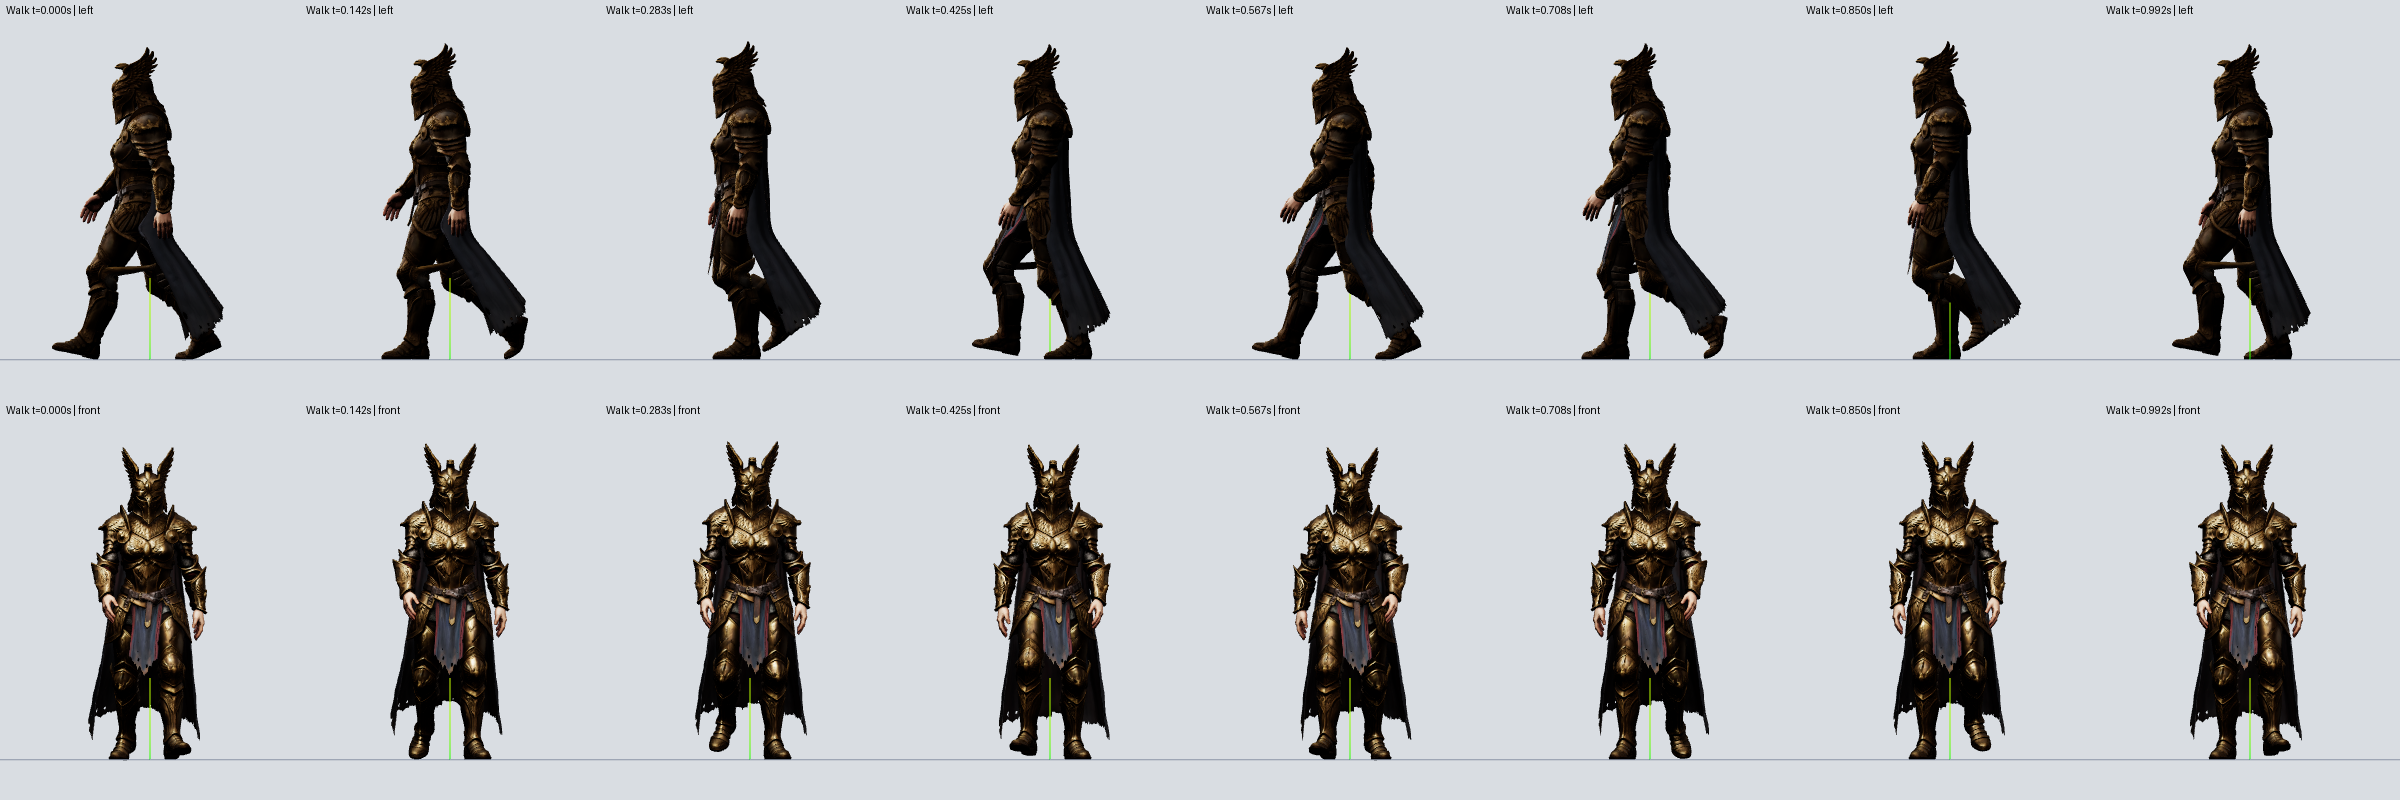 Walk t=0.000s | left
Walk t=0.142s | left
Walk t=0.283s | left
Walk t=0.425s | left
Walk t=0.567s | left
Walk t=0.708s | left
Walk t=0.850s | left
Walk t=0.992s | left
Walk t=0.000s | front
Walk t=0.142s | front
Walk t=0.283s | front
Walk t=0.425s | front
Walk t=0.567s | front
Walk t=0.708s | front
Walk t=0.850s | front
Walk t=0.992s | front